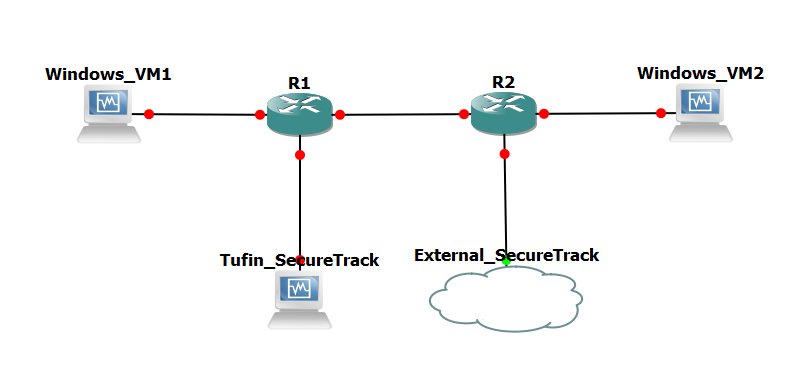 Windows_VM1
R1
R2
Windows_VM2
Tufin_SecureTrack
External_SecureTrack